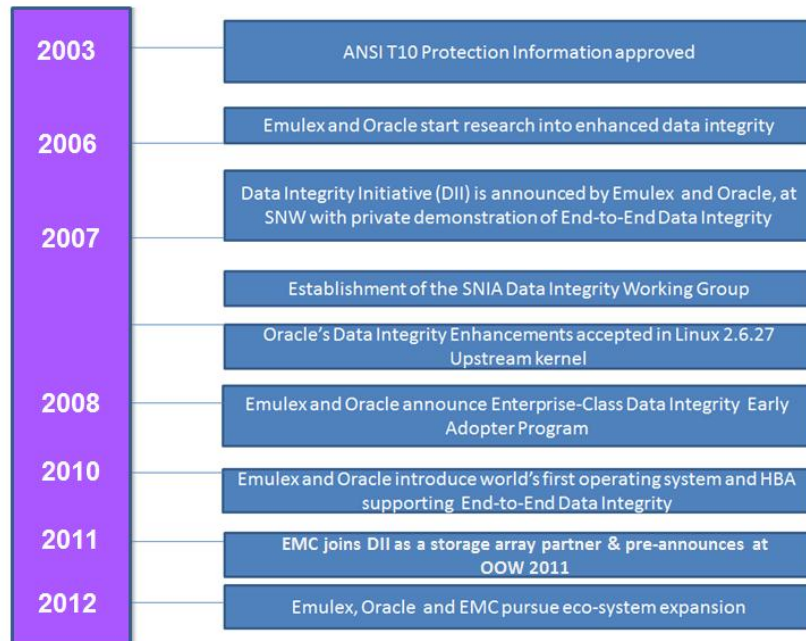 2003
ANSI T10 Protection Information approved
2006
Emulex and Oracle start research into enhanced data integrity
2007
Data Integrity Initiative (DII) is announced by Emulex and Oracle, at
SNW with private demonstration of End-to-End Data Integrity
Establishment of the SNIA Data Integrity Working Group
Oracle's Data Integrity Enhancements accepted in Linux 2.6.27
Upstream kernel
2008
Emulex and Oracle announce Enterprise-Class Data Integrity Early
Adopter Program
2010
Emulex and Oracle introduce world's first operating system and HBA
supporting End-to-End Data Integrity
2011
EMC joins DII as a storage array partner & pre-announces at
OOW 2011
2012
Emulex, Oracle and EMC pursue eco-system expansion